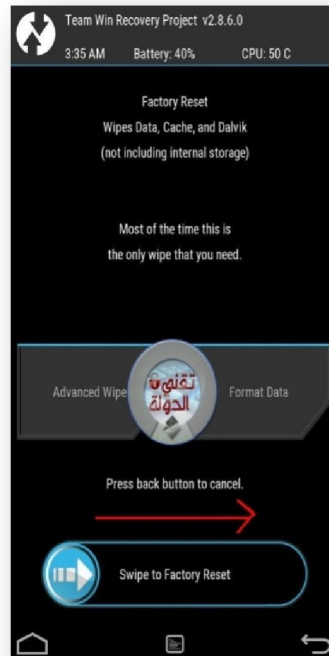 Team Win Recovery Project v2.8.6.0
3:35 AM Battery: 40% CPU: 50 C
Factory Reset
Wipes Data, Cache, and Dalvik
(not including internal storage)
Most of the time this is
the only wipe that you need.
Advanced Wipe
تقني
الدولة
Format Data
Press back button to cancel.
Swipe to Factory Reset